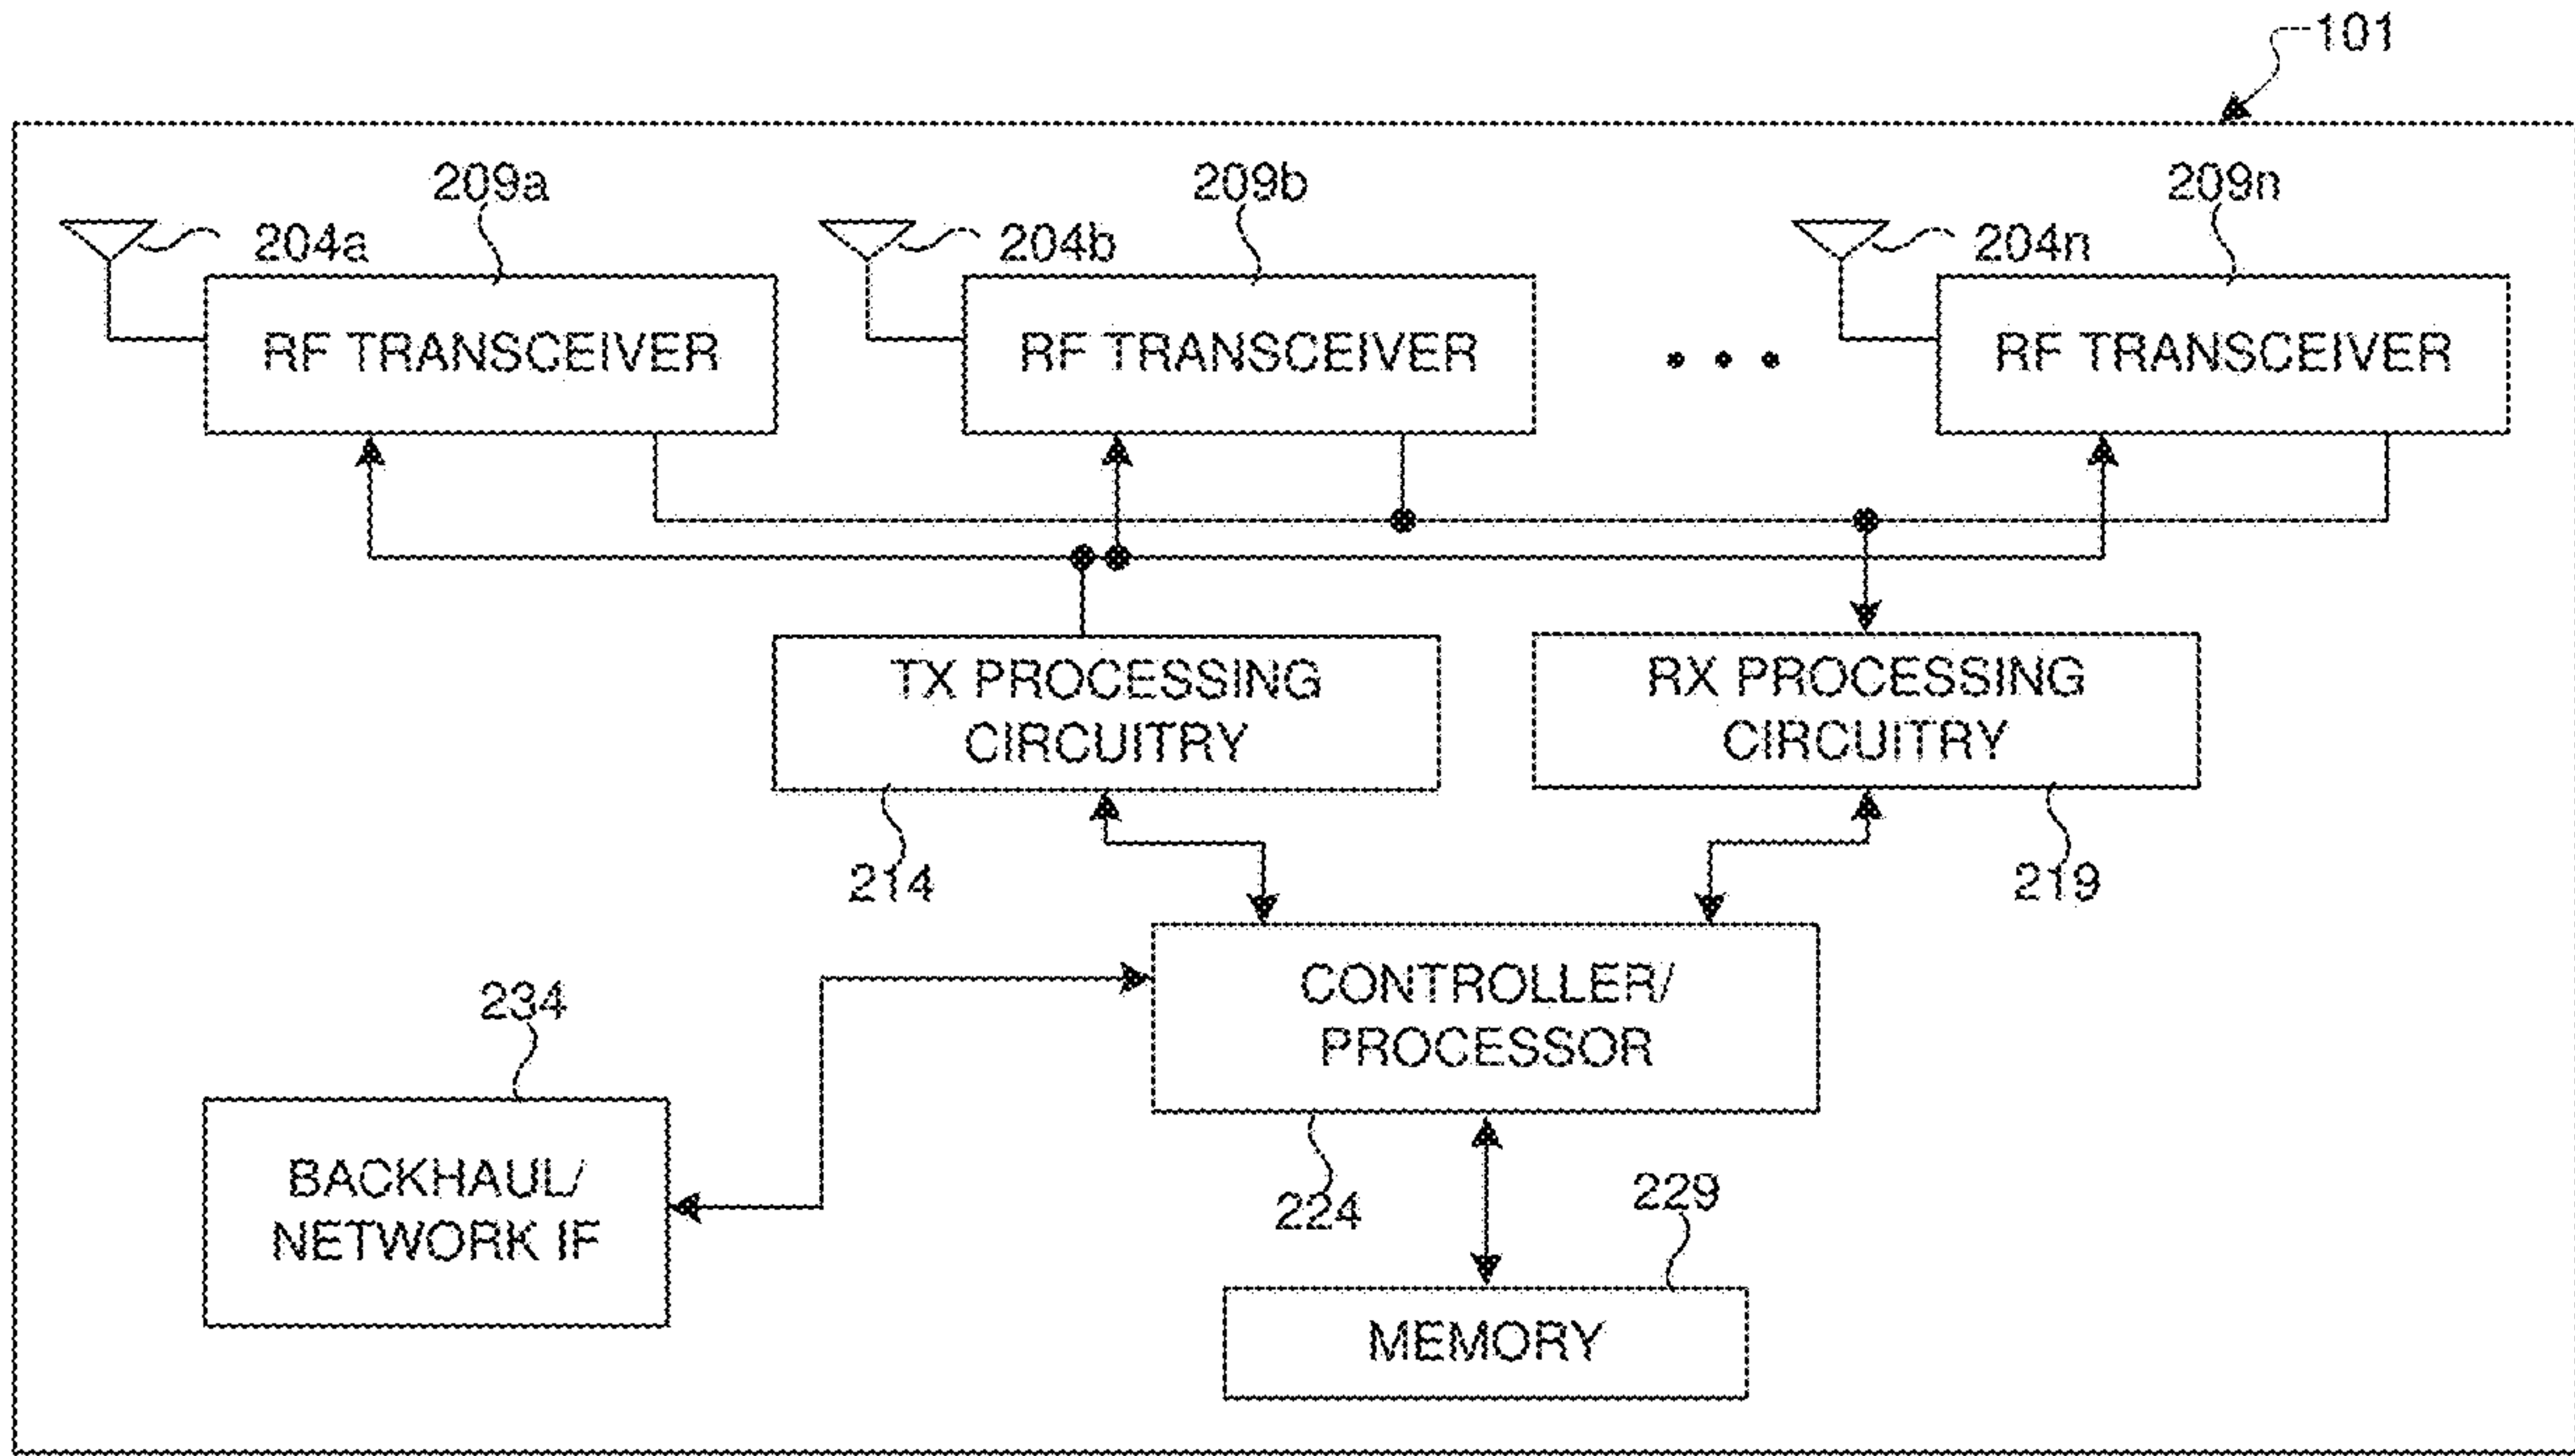 101
209a
209b
209n
204a
204b
204n
RF TRANSCEIVER
RF TRANSCEIVER
RF TRANSCEIVER
TX PROCESSING
CIRCUITRY
RX PROCESSING
CIRCUITRY
214
219
CONTROLLER/
PROCESSOR
234
BACKHAUL/
NETWORK IF
224
229
MEMORY